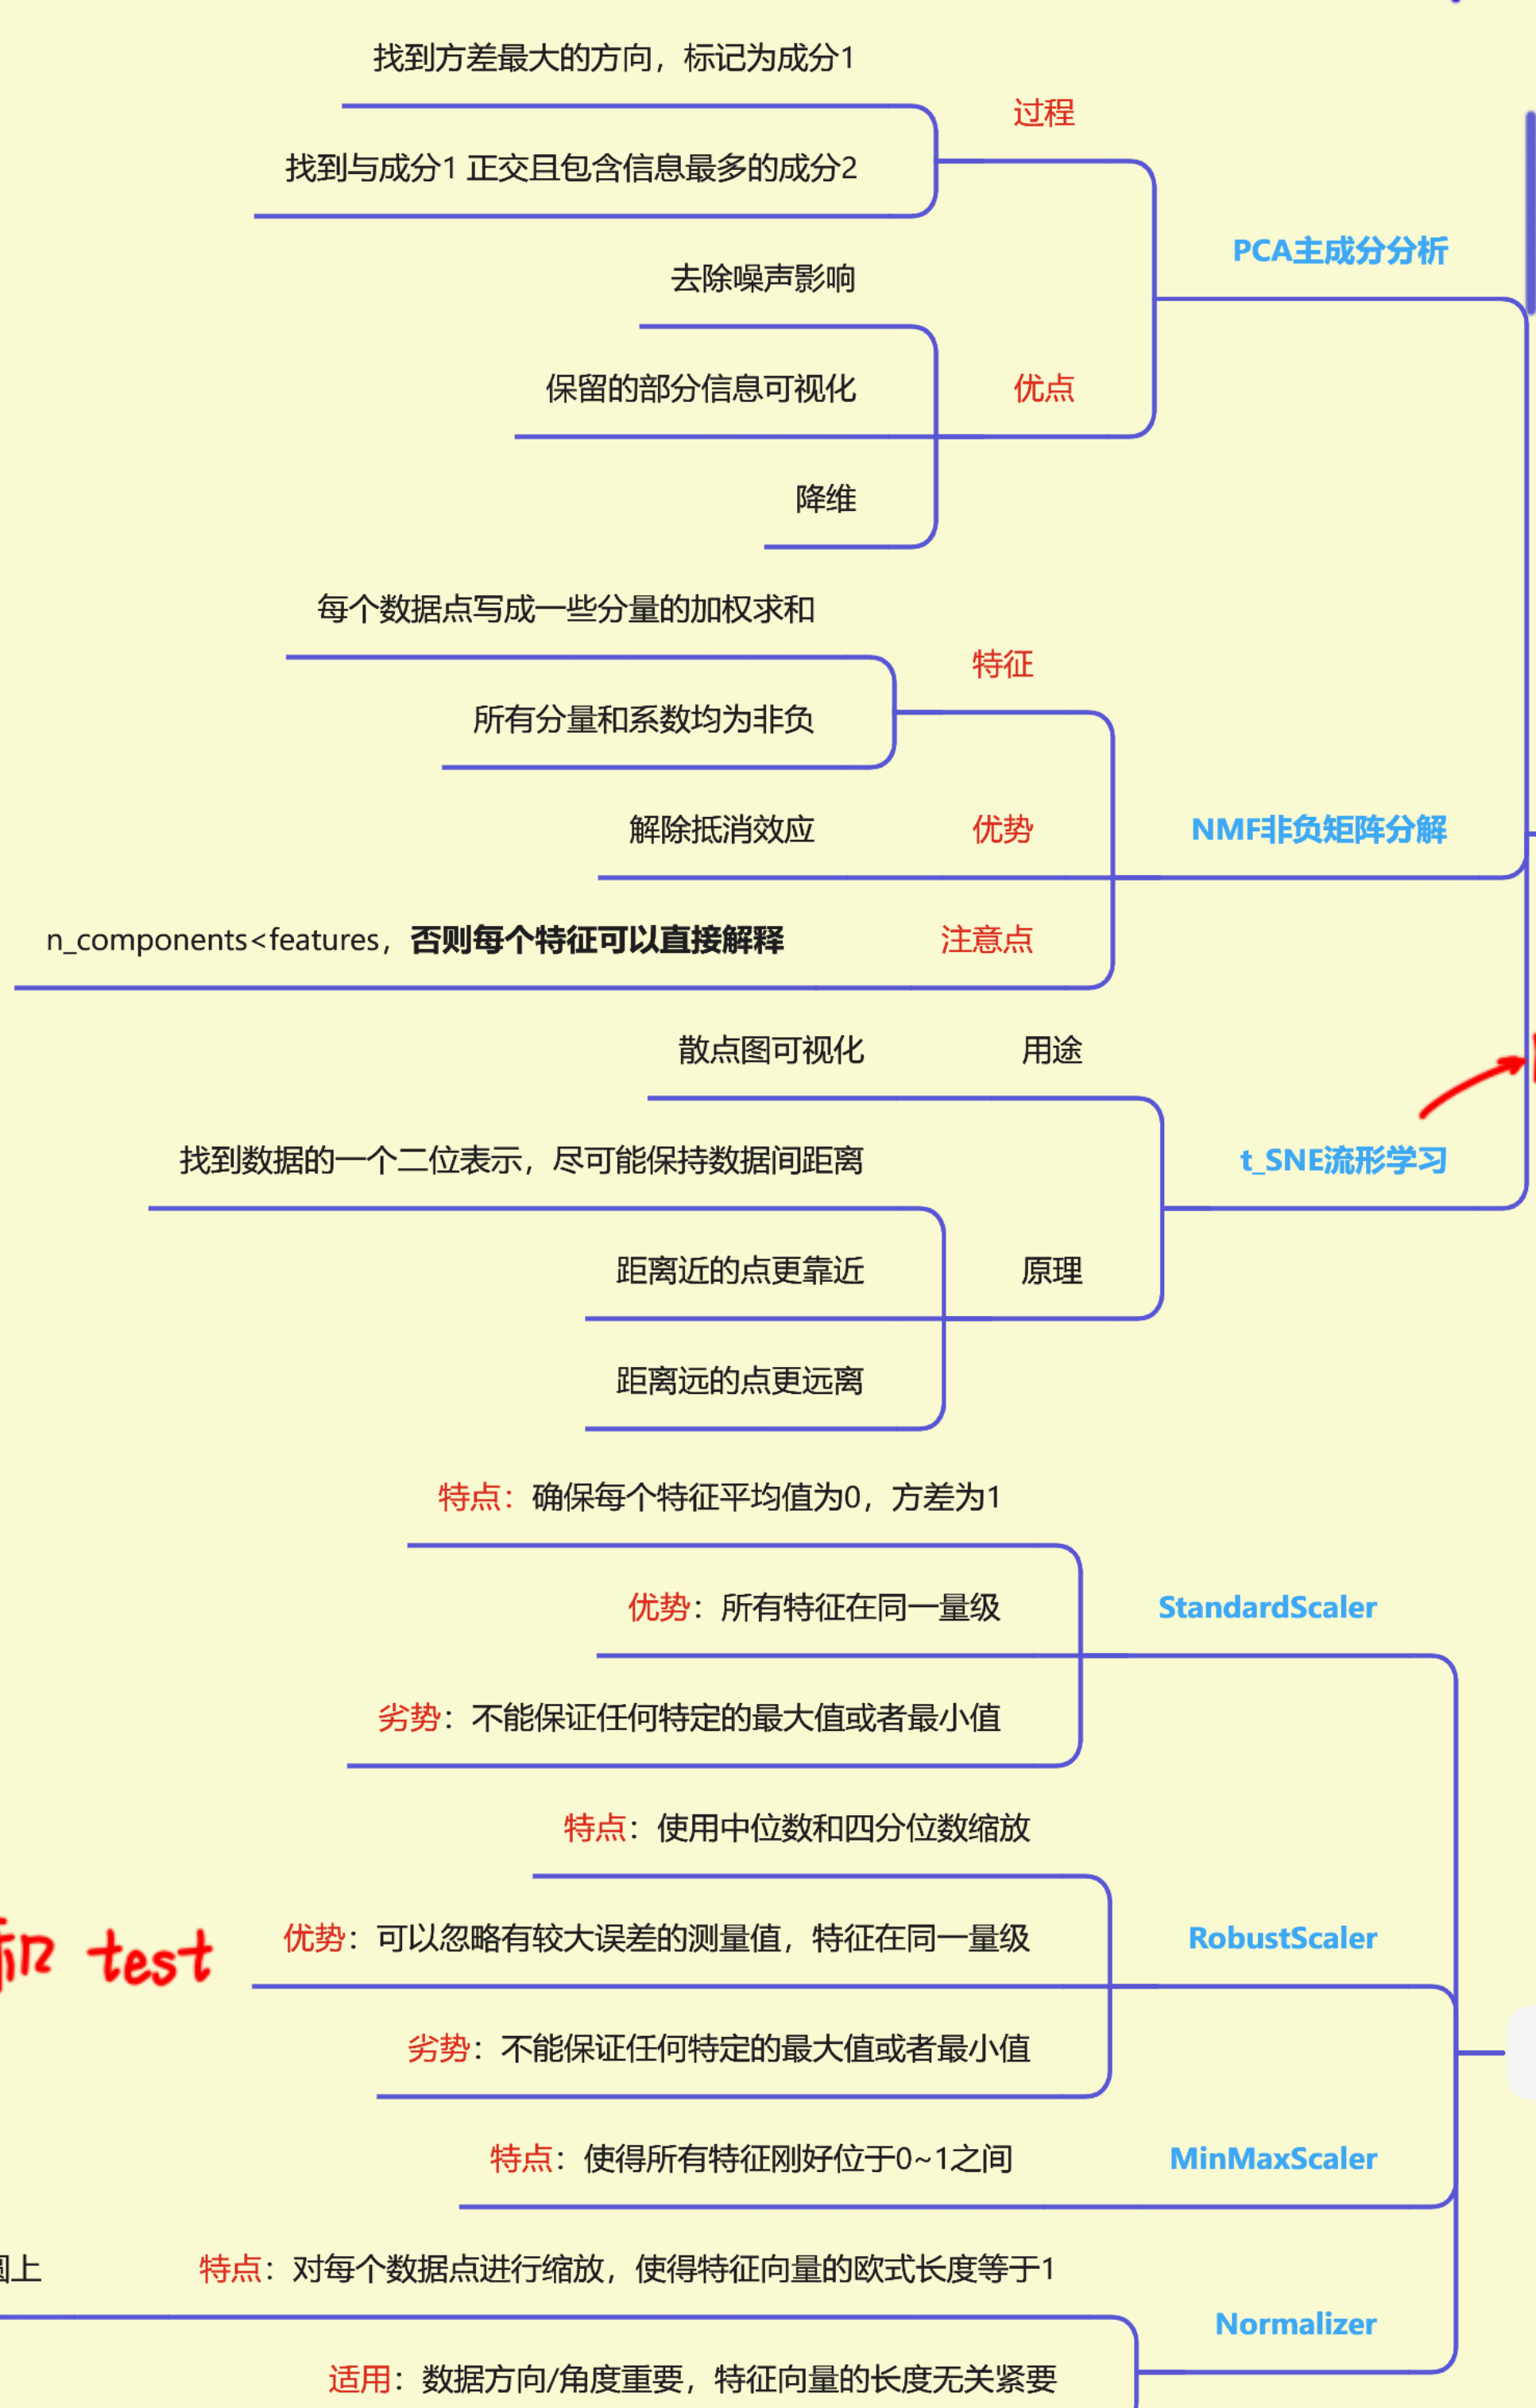 找到方差最大的方向，标记为成分1
过程
找到与成分1 正交且包含信息最多的成分2
PCA主成分分析
去除噪声影响
保留的部分信息可视化
优点
降维
每个数据点写成一些分量的加权求和
特征
所有分量和系数均为非负
解除抵消效应
优势
NMF非负矩阵分解
n_components<features，否则每个特征可以直接解释
注意点
散点图可视化
用途
找到数据的一个二位表示，尽可能保持数据间距离
t_SNE流形学习
距离近的点更靠近
原理
距离远的点更远离
特点：确保每个特征平均值为0，方差为1
优势：所有特征在同一量级
StandardScaler
劣势：不能保证任何特定的最大值或者最小值
特点：使用中位数和四分位数缩放
test
优势：可以忽略有较大误差的测量值，特征在同一量级
RobustScaler
劣势：不能保证任何特定的最大值或者最小值
特点：使得所有特征刚好位于0~1之间
MinMaxScaler
圆上
特点：对每个数据点进行缩放，使得特征向量的欧式长度等于1
Normalizer
适用：数据方向/角度重要，特征向量的长度无关紧要